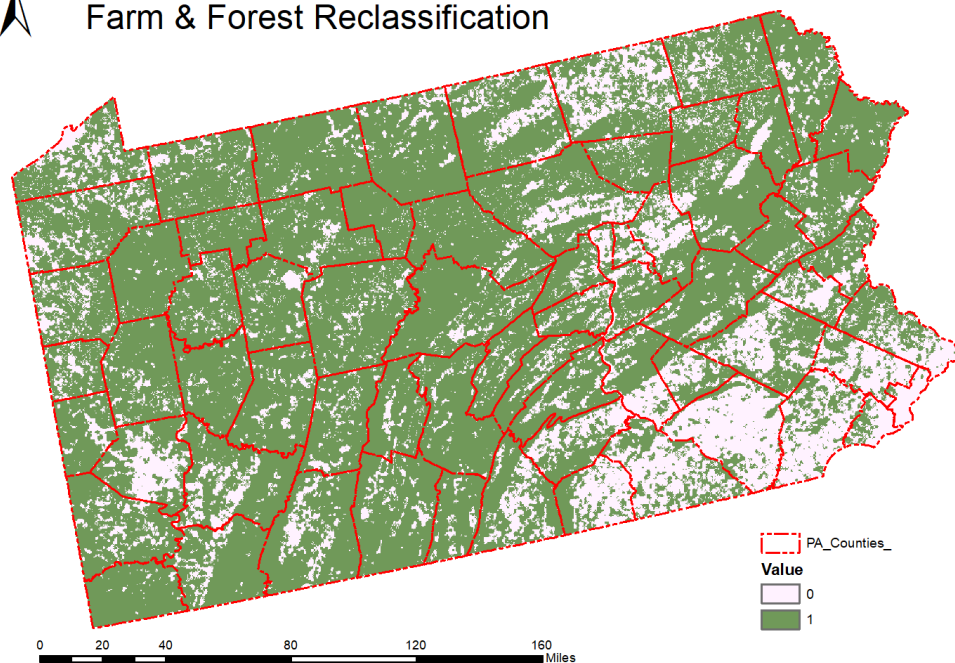 Farm & Forest Reclassification
PA_Counties_
Value
0
1
0 20 40 80 120 160
Miles